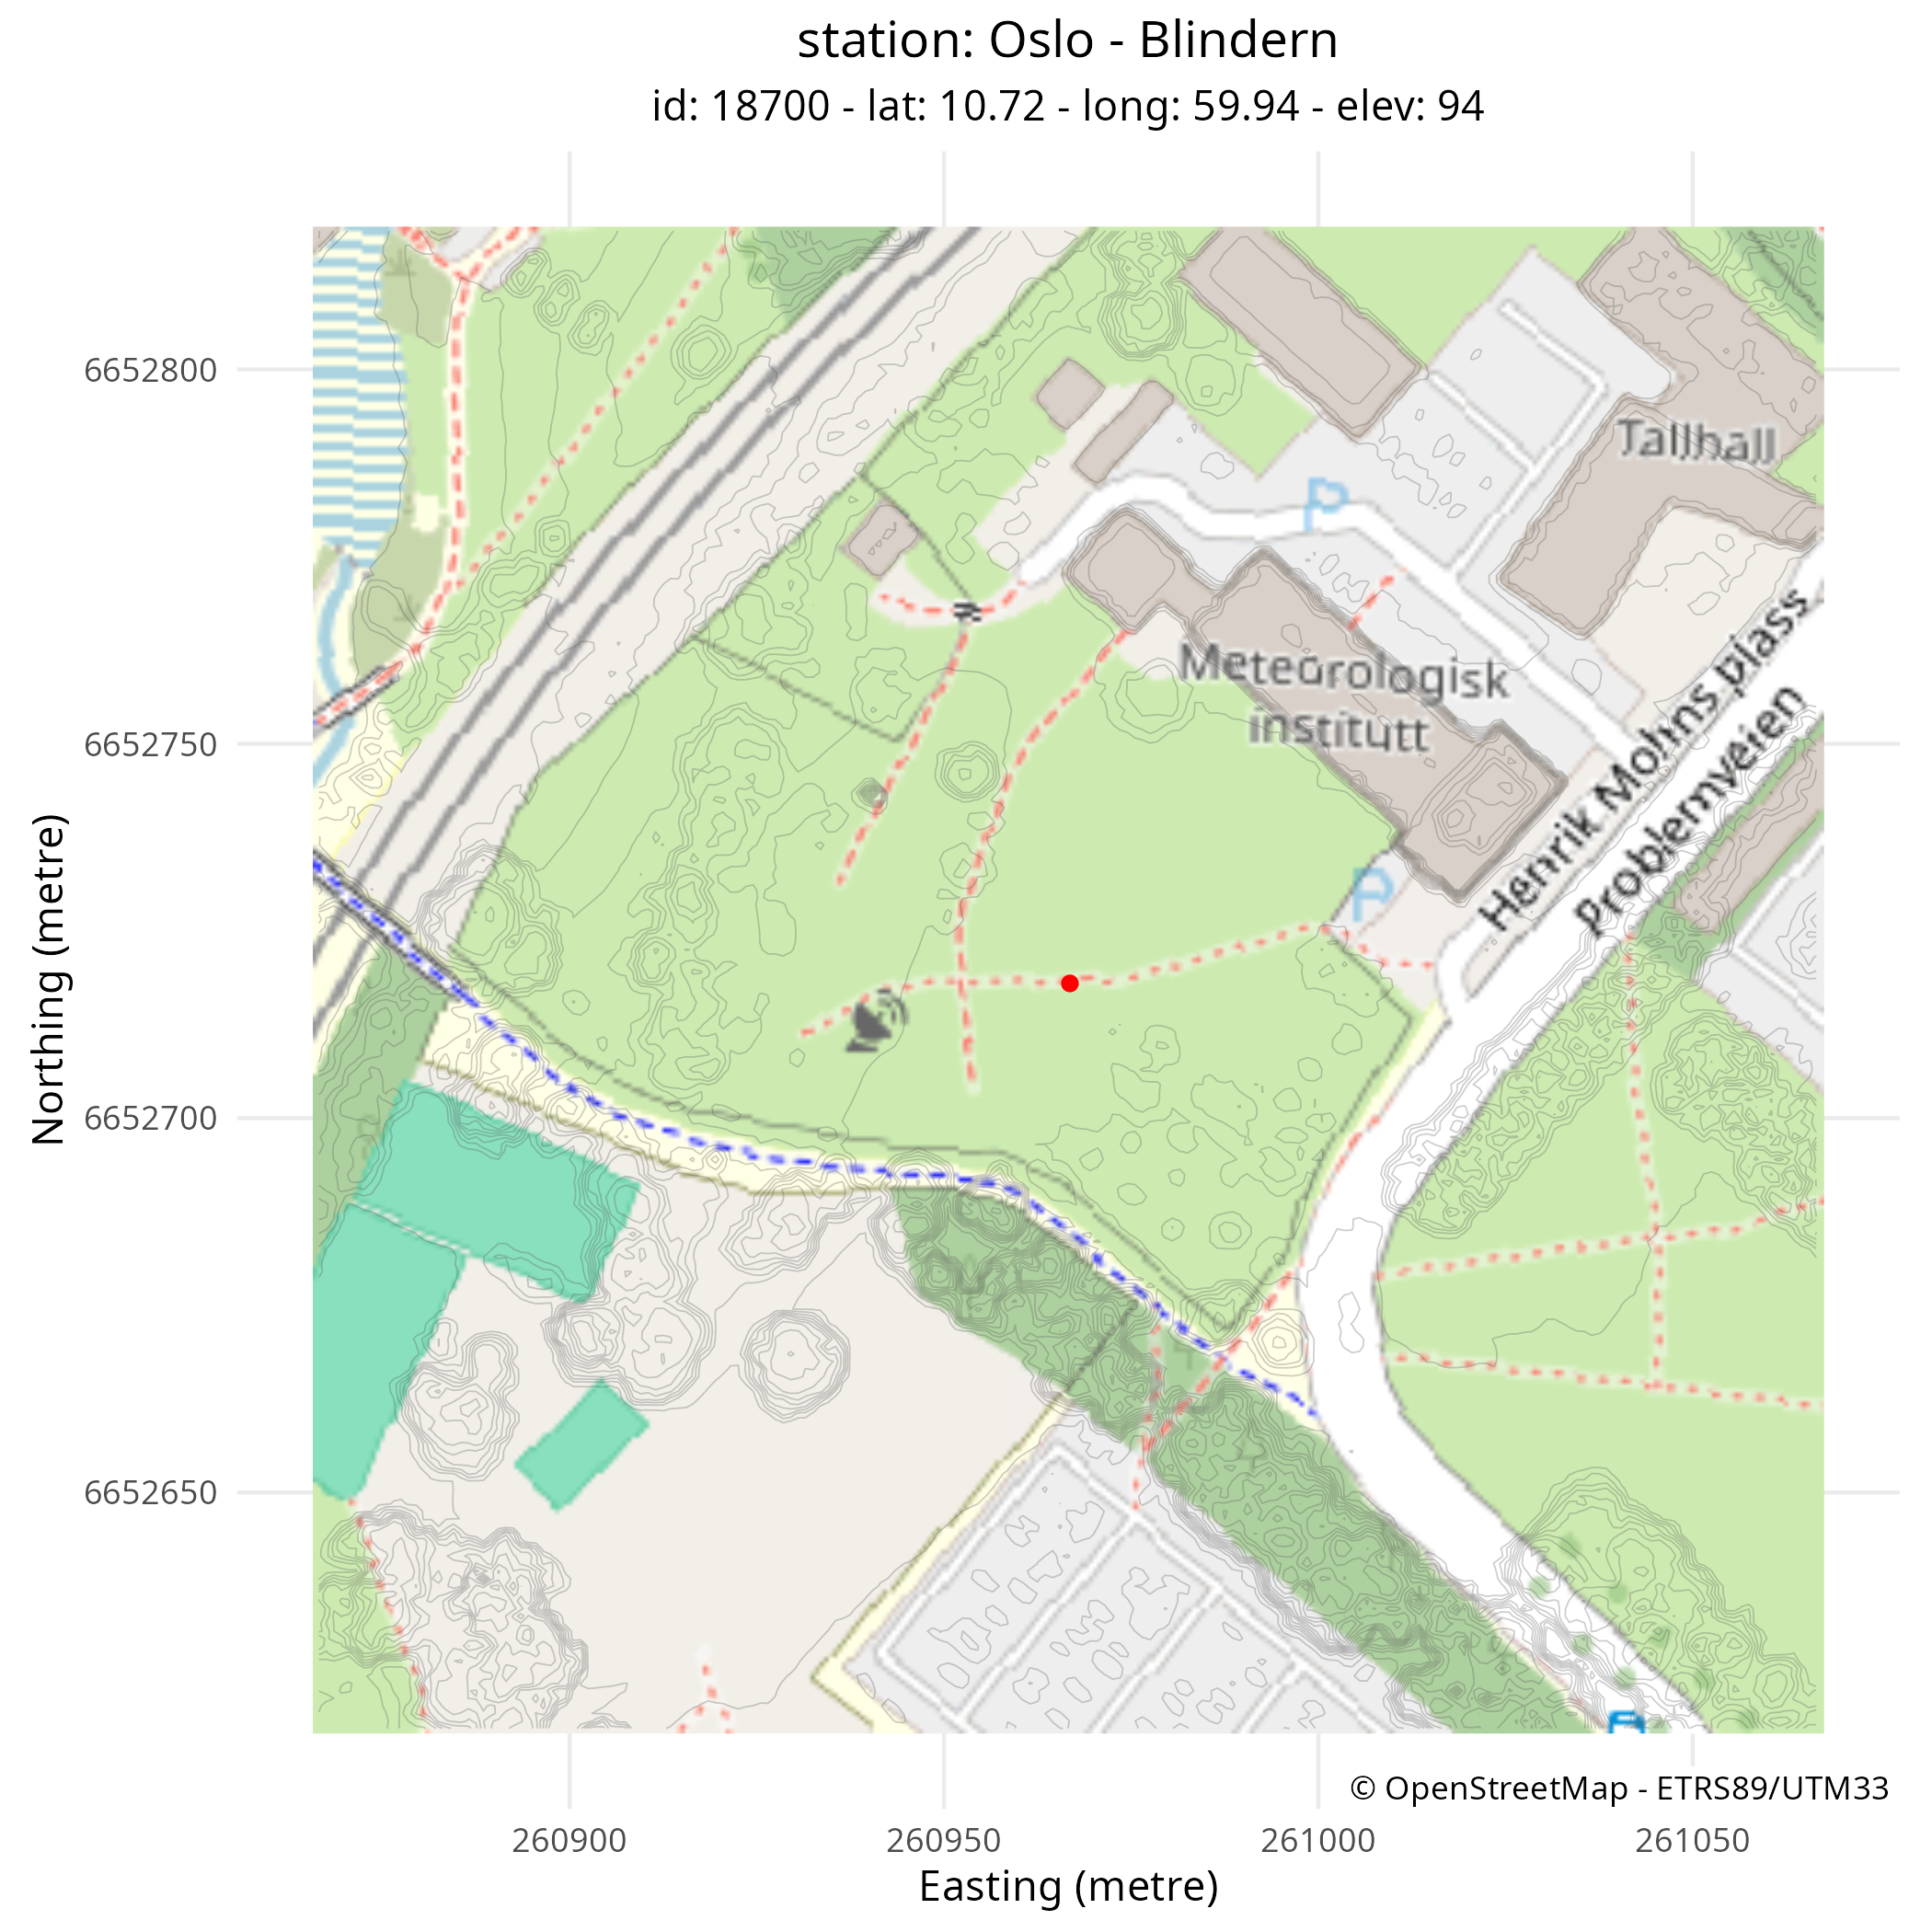 station: Oslo - Blindern
id: 18700 - lat: 10.72 - long: 59.94 - elev: 94
Northing (metre)
6652800
6652750
6652700
6652650
Tallhall
P
Meteorologisk
institutt
Henrik Mohns plass
Problemveien
P
© OpenStreetMap - ETRS89/UTM33
260900
260950
261000
261050
Easting (metre)